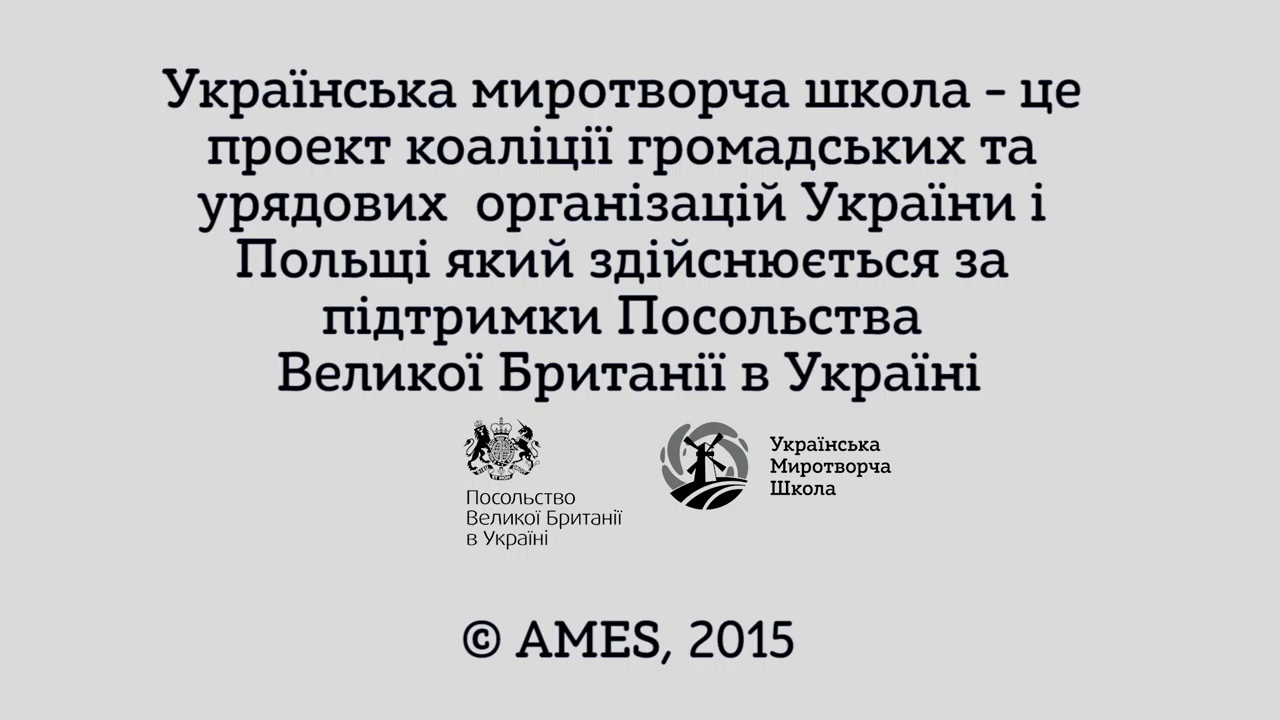 Українська миротворча школа - це
проект коаліції громадських та
урядових  організацій України і
Польщі який здійснюється за
підтримки Посольства
Великої Британії в Україні
Посольство
Великої Британії
в Україні
Українська
Миротворча
Школа
© AMES, 2015